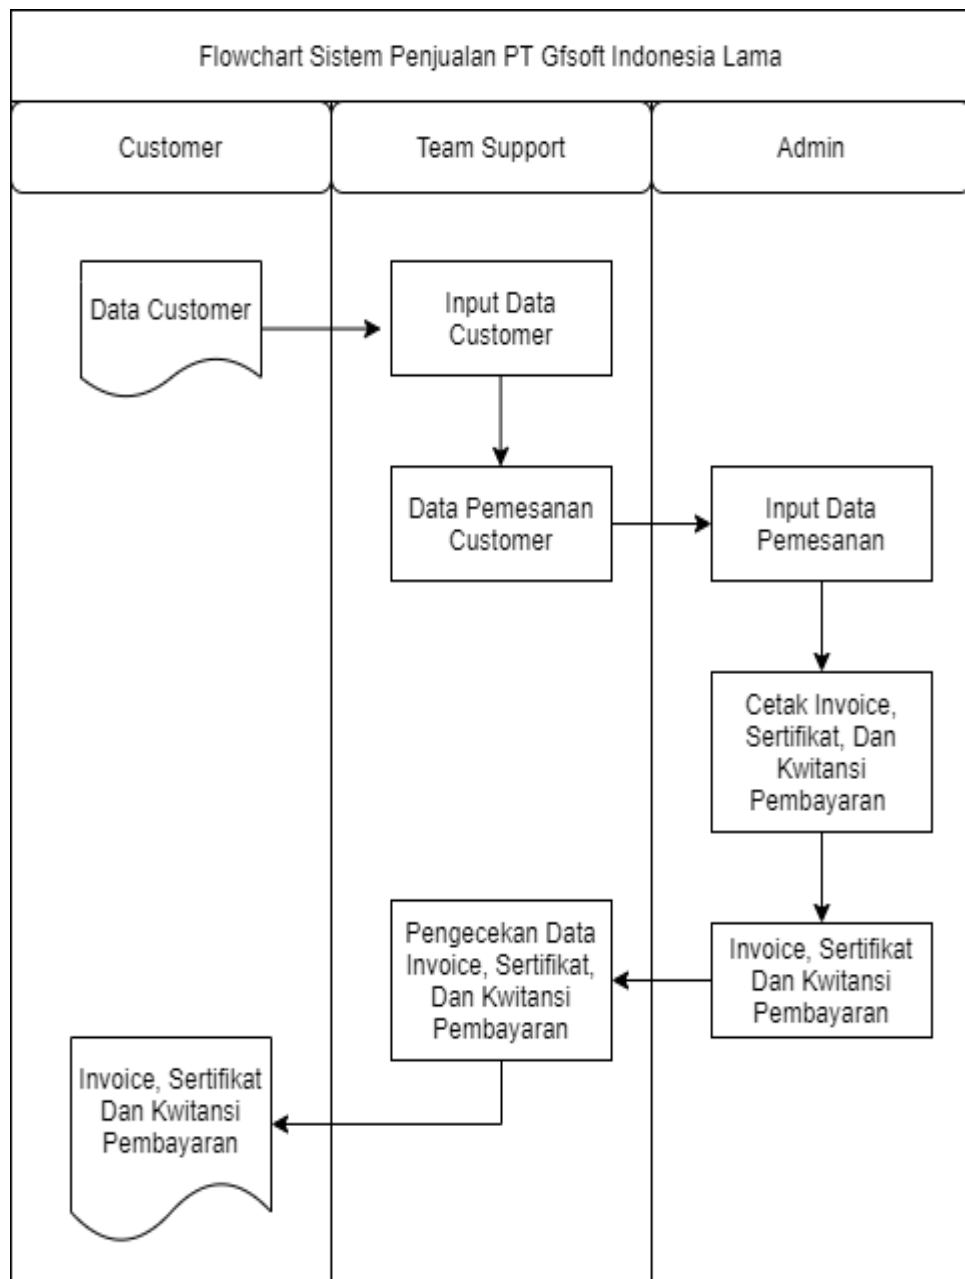 Flowchart Sistem Penjualan PT Gfsoft Indonesia Lama
Customer
Team Support
Admin
Data Customer
Input Data
Customer
Data Pemesanan
Customer
Input Data
Pemesanan
Cetak Invoice,
Sertifikat, Dan
Kwitansi
Pembayaran
Invoice, Sertifikat
Dan Kwitansi
Pembayaran
Pengecekan Data
Invoice, Sertifikat,
Dan Kwitansi
Pembayaran
Invoice, Sertifikat
Dan Kwitansi
Pembayaran